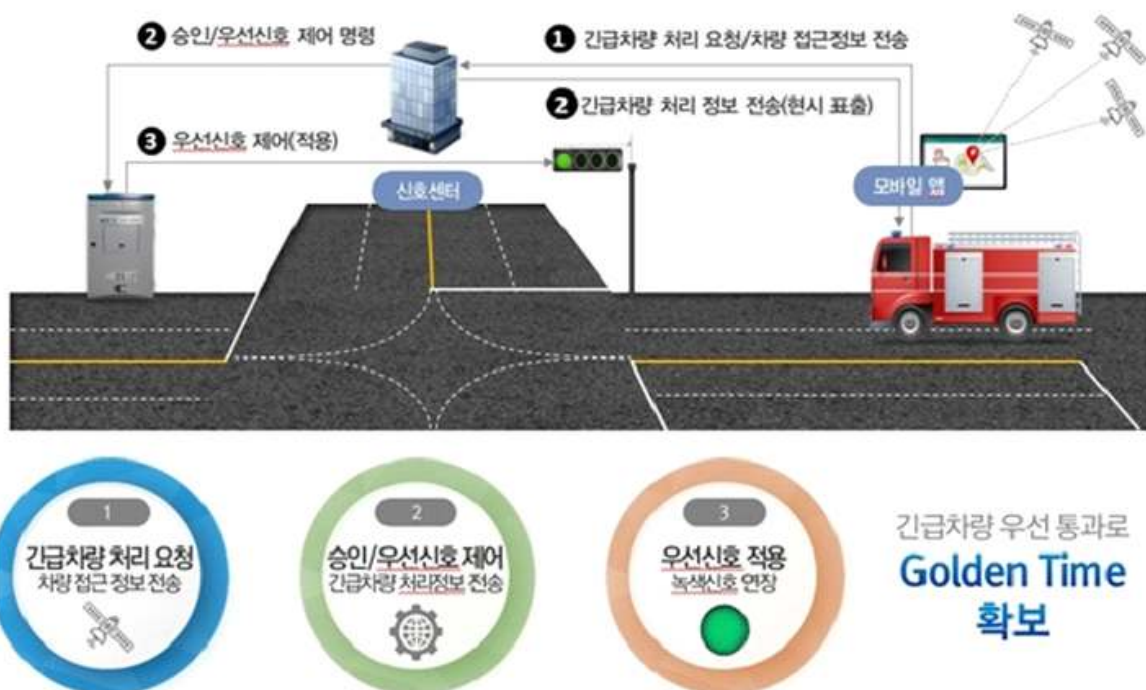 ❷ 승인/우선신호 제어 명령
❶ 긴급차량 처리 요청/차량 접근정보 전송
❷ 긴급차량 처리 정보 전송(현시 표출)
❸ 우선신호 제어(적용)
신호센터
모바일 앱
1
긴급차량 처리 요청
차량 접근 정보 전송
2
승인/우선신호 제어
긴급차량 처리정보 전송
3
우선신호 적용
녹색신호 연장
긴급차량 우선 통과로
Golden Time
확보